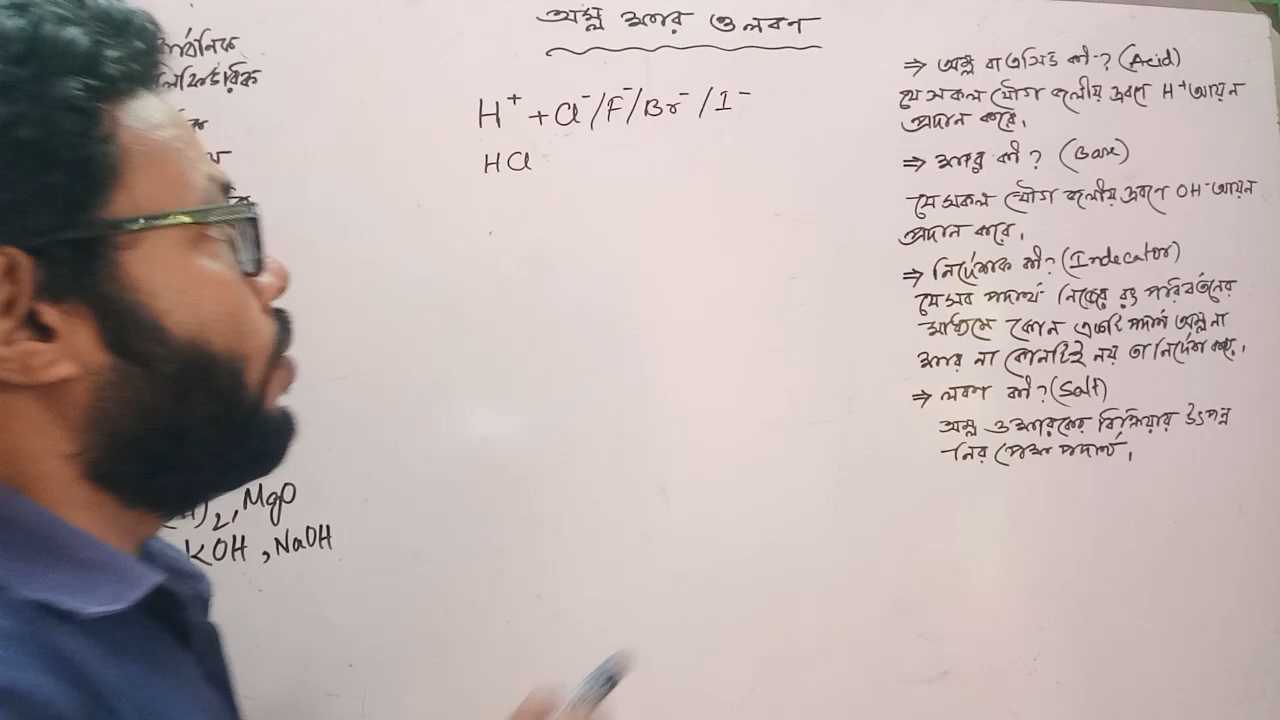 অম্ল ক্ষার ও লবণ
H⁺ + Cl⁻/F⁻/Br⁻/I⁻
HCl
2, MgO
KOH, NaOH
⇒ অম্ল বা এসিড কী-? (Acid)
যে সকল যৌগ জলীয় দ্রবণে H⁺ আয়ন
প্রদান করে।
⇒ ক্ষার কী ? (Base)
যে সকল যৌগ জলীয় দ্রবণে OH⁻ আয়ন
প্রদান করে।
⇒ নির্দেশক কী? (Indecator)
যে সব পদার্থ নিজের রঙ পরিবর্তনের
মাধ্যমে কোন একটি পদার্থ অম্ল না
ক্ষার না কোনটিই নয় তা নির্দেশ করে।
⇒ লবণ কী? (Salt)
অম্ল ও ক্ষারকের বিক্রিয়ায় উৎপন্ন
নিরপেক্ষ পদার্থ।